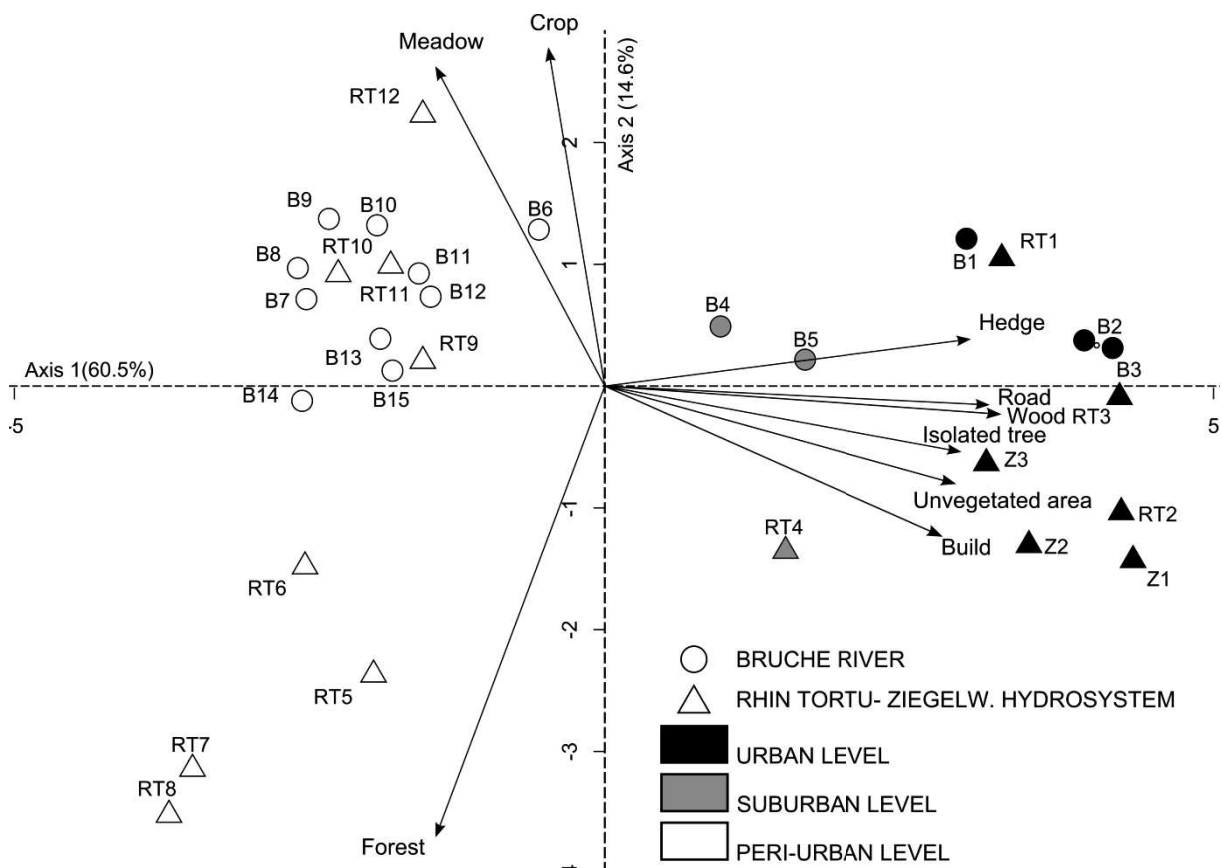 Crop
Meadow
RT12
Axis 2 (14.6%)
2
B9
B10
B6
B8
RT10
B11
B7
RT11
B12
1
B1
RT1
B4
B5
Hedge
B2
B3
B13
RT9
B15
B14
Axis 1(60.5%)
-5
5
Road
Wood RT3
Isolated tree
Z3
Unvegetated area
-1
RT4
RT2
Build
Z2
Z1
RT6
-2
RT5
BRUCHE RIVER
RHIN TORTU- ZIEGELW. HYDROSYSTEM
RT7
-3
URBAN LEVEL
RT8
SUBURBAN LEVEL
Forest
PERI-URBAN LEVEL